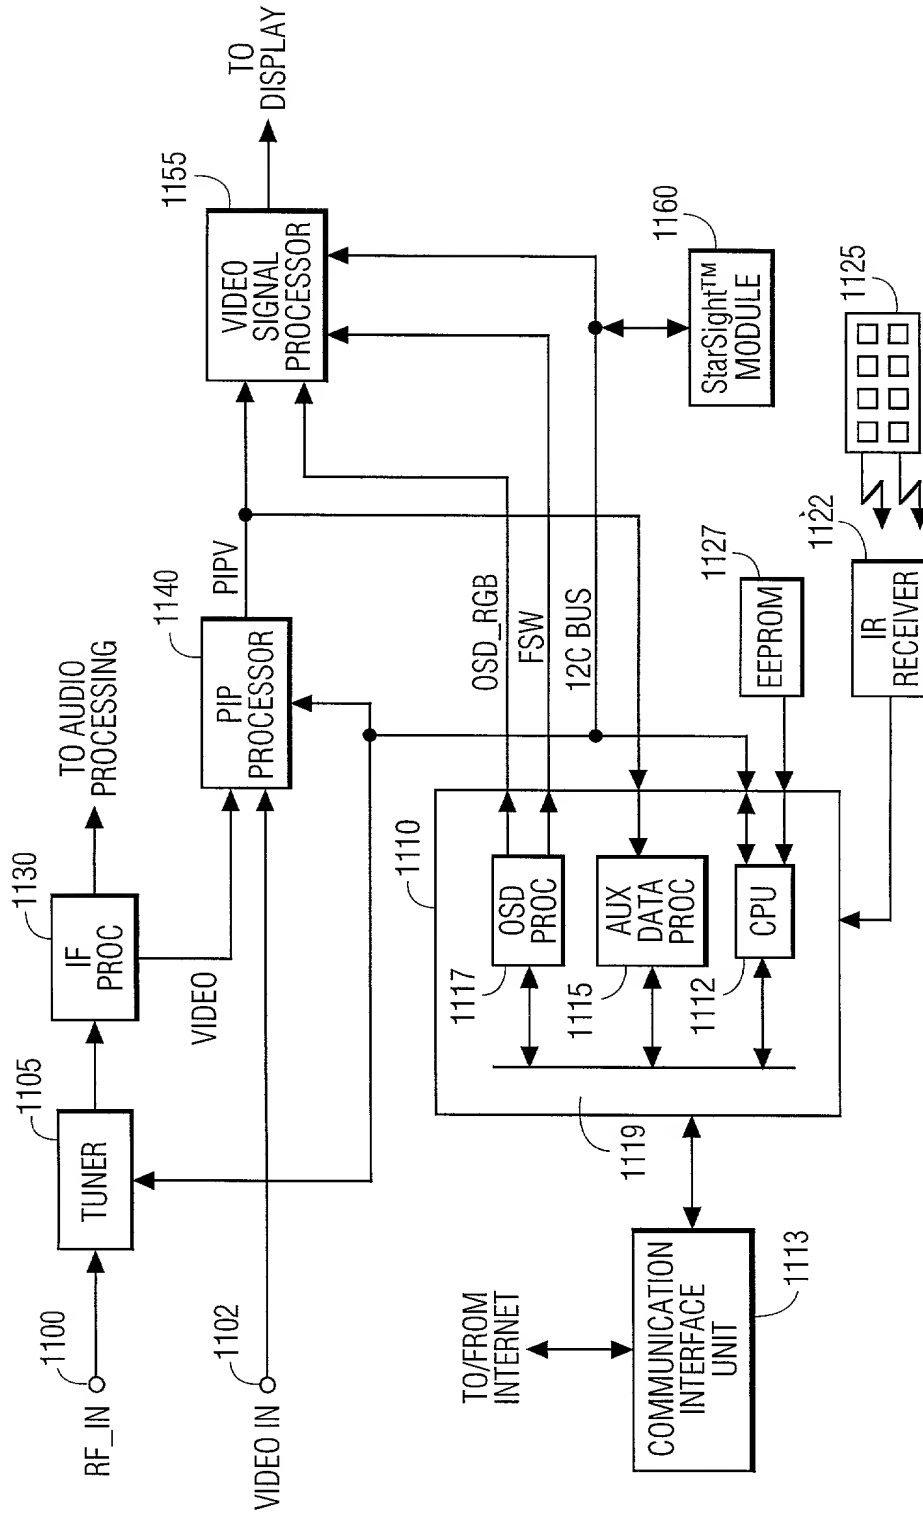 RF_IN
1100
TUNER
1105
IF
PROC
1130
TO AUDIO
PROCESSING
VIDEO
VIDEO IN
1102
PIP
PROCESSOR
1140
PIPV
VIDEO
SIGNAL
PROCESSOR
1155
TO
DISPLAY
OSD_RGB
FSW
12C BUS
1110
OSD
PROC
1117
AUX
DATA
PROC
1115
CPU
1112
1119
StarSight™
MODULE
1160
EEPROM
1127
IR
RECEIVER
1122
1125
TO/FROM
INTERNET
COMMUNICATION
INTERFACE
UNIT
1113